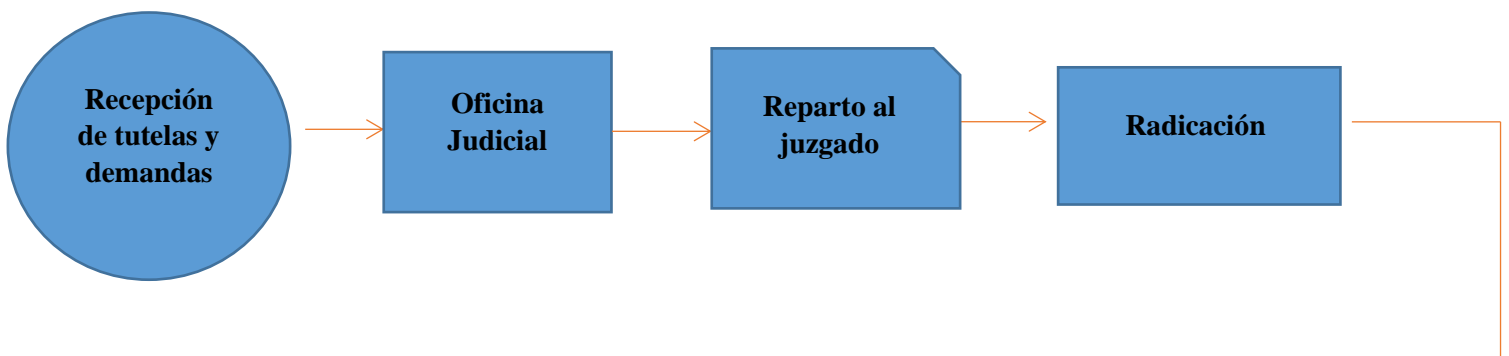 Recepción
de tutelas y
demandas
Oficina
Judicial
Reparto al
juzgado
Radicación